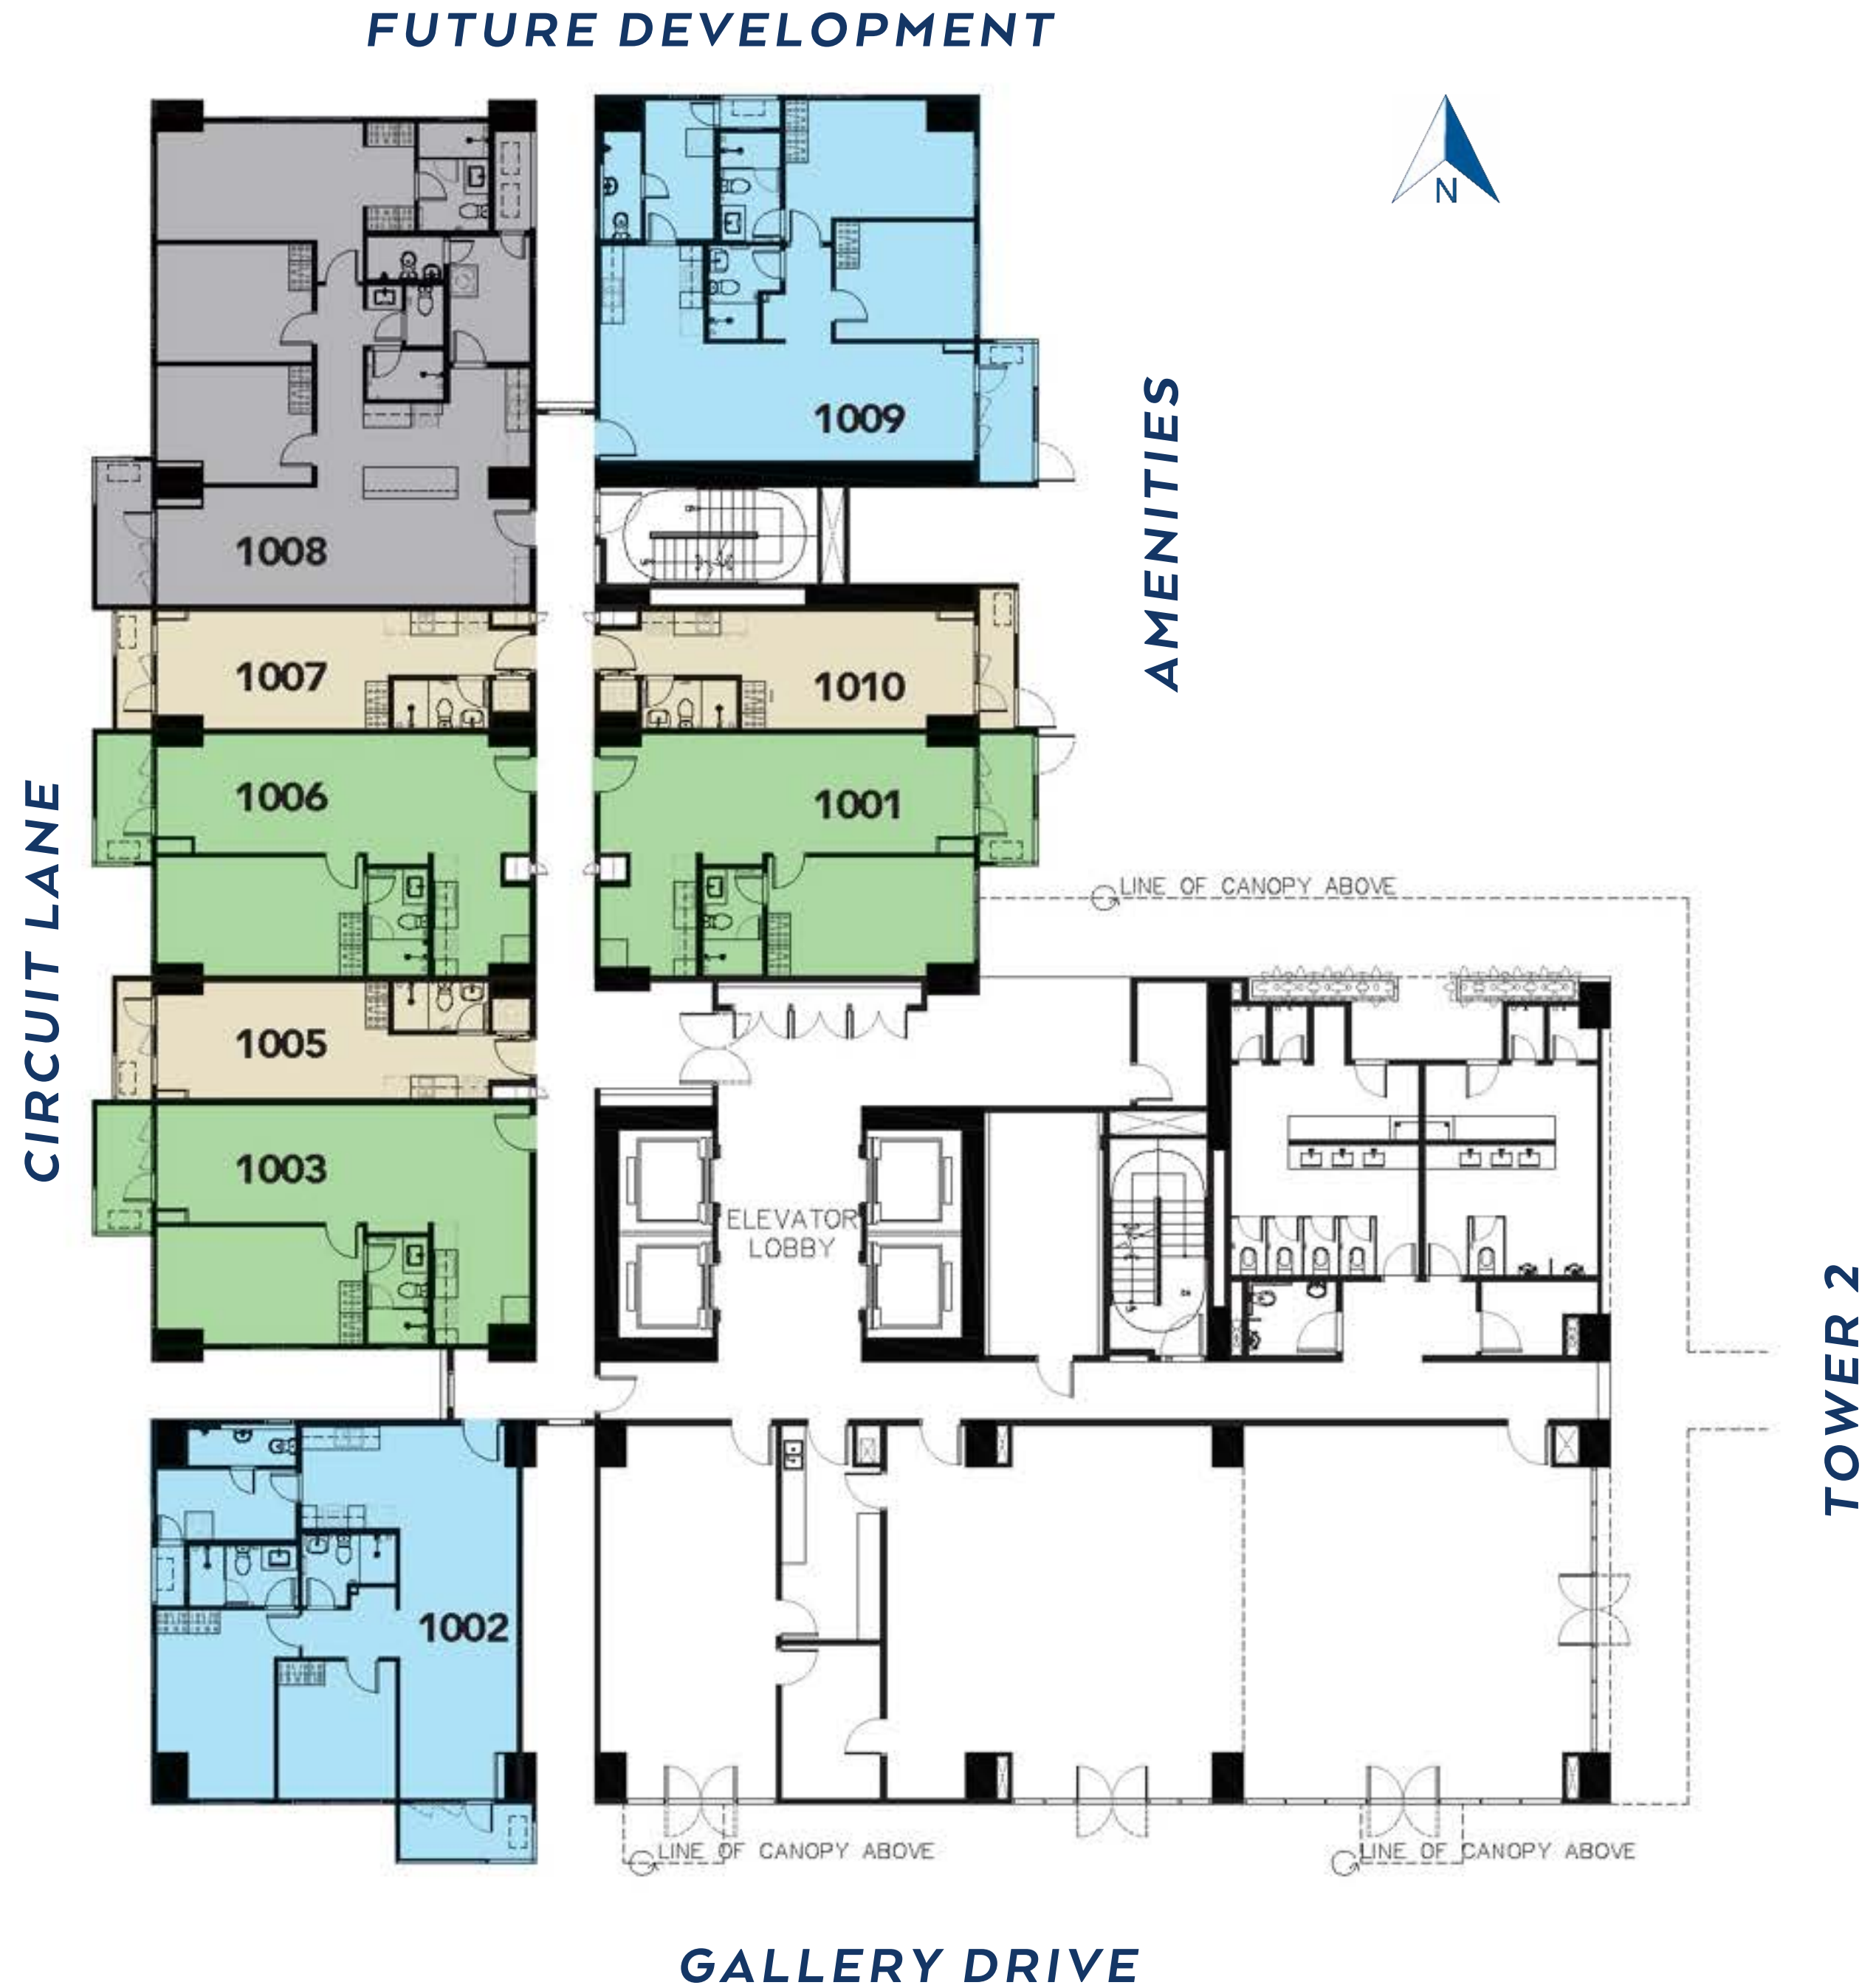 FUTURE DEVELOPMENT
N
1009
AMENITIES
1008
1007
1010
1006
1001
CIRCUIT LANE
LINE OF CANOPY ABOVE
1005
1003
ELEVATOR
LOBBY
TOWER 2
1002
LINE OF CANOPY ABOVE
LINE OF CANOPY ABOVE
GALLERY DRIVE